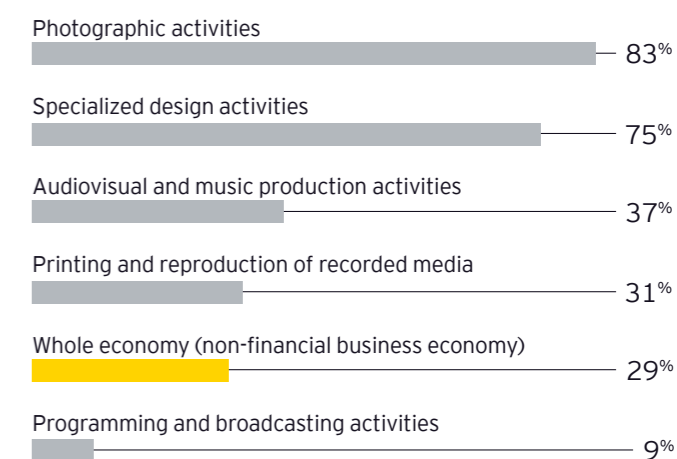 Photographic activities
83%
Specialized design activities
75%
Audiovisual and music production activities
37%
Printing and reproduction of recorded media
31%
Whole economy (non-financial business economy)
29%
Programming and broadcasting activities
9%